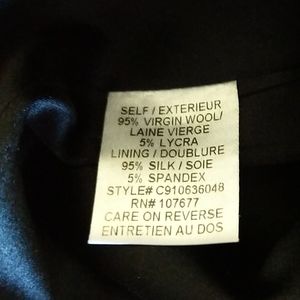 SELF / EXTERIEUR
95% VIRGIN WOOL/
LAINE VIERGE
5% LYCRA
LINING / DOUBLURE
95% SILK / SOIE
5% SPANDEX
STYLE# C910636048
RN# 107677
CARE ON REVERSE
ENTRETIEN AU DOS